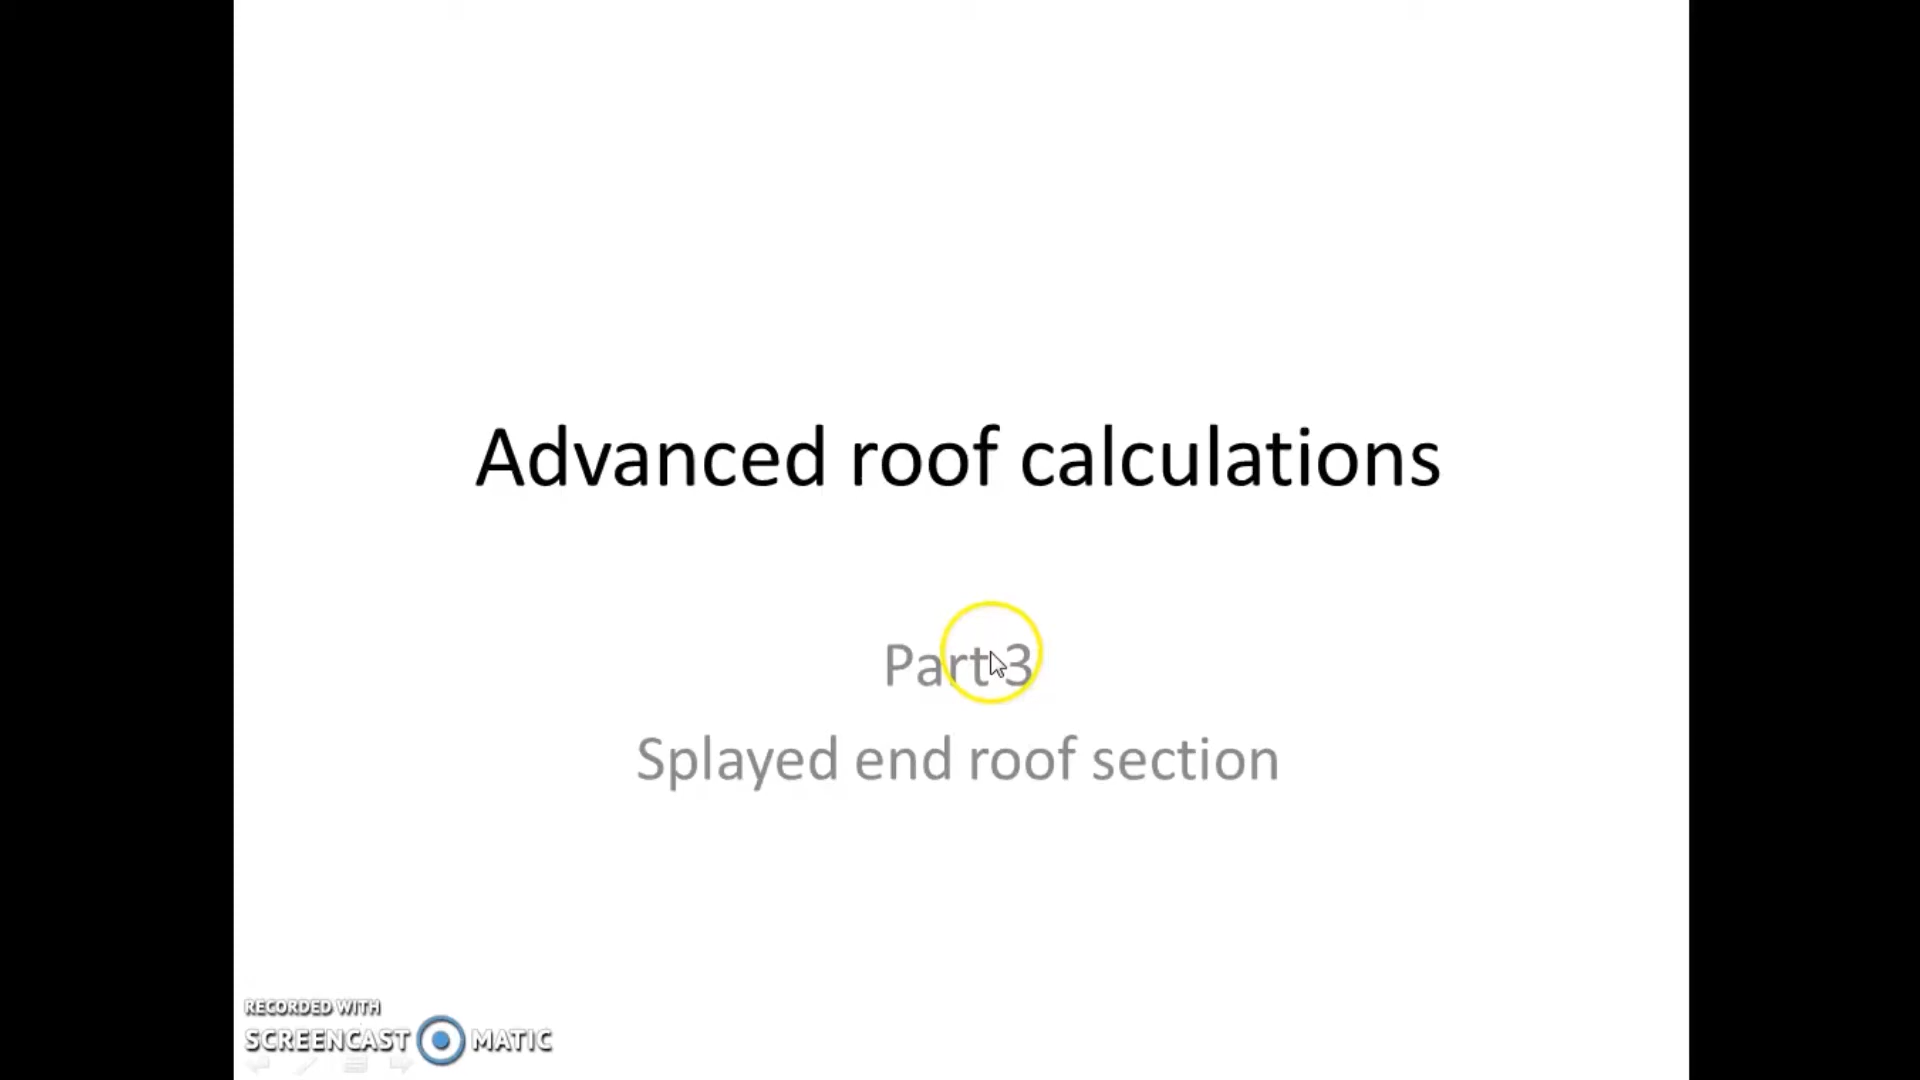 Advanced roof calculations
Part 3
Splayed end roof section
RECORDED WITH
SCREENCAST MATIC